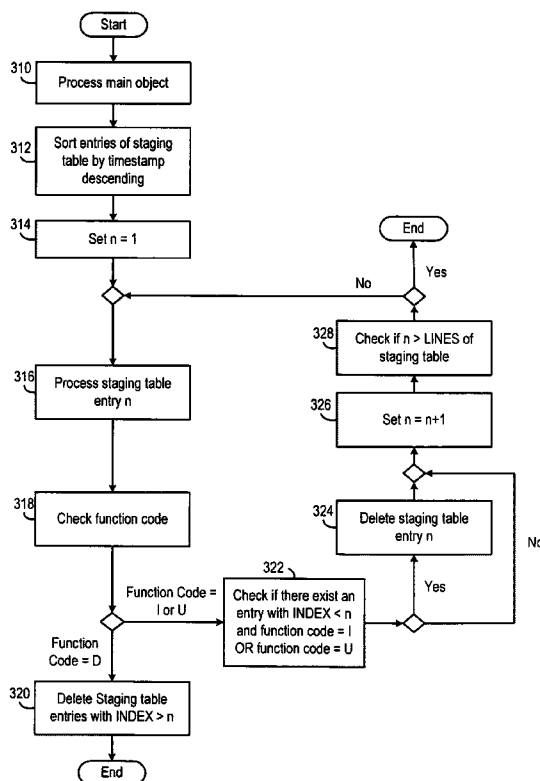 Start
310
Process main object
312
Sort entries of staging
table by timestamp
descending
314
Set n = 1
End
No
Yes
328
Check if n > LINES of
staging table
316
Process staging table
entry n
326
Set n = n+1
318
Check function code
324
Delete staging table
entry n
No
Yes
322
Function Code =
I or U
Check if there exist an
entry with INDEX < n
and function code = I
OR function code = U
Function
Code = D
320
Delete Staging table
entries with INDEX > n
End